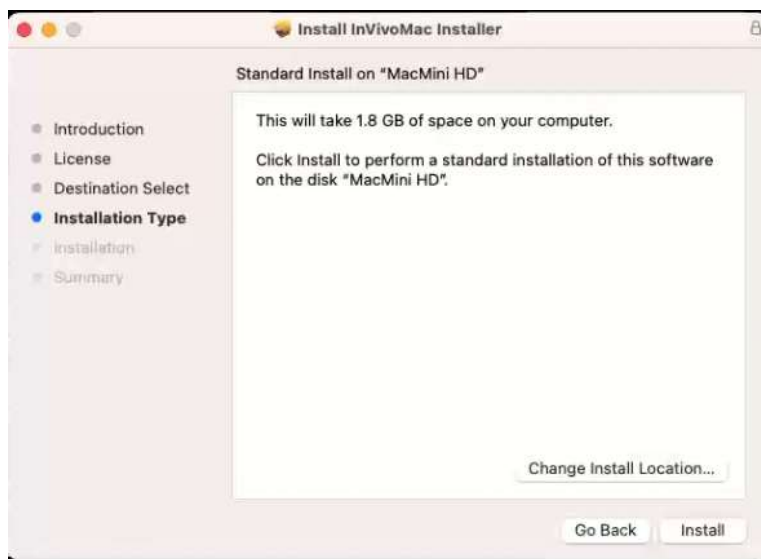 Install InVivoMac Installer
Standard Install on "MacMini HD"
Introduction
License
Destination Select
Installation Type
Installation
Summary
This will take 1.8 GB of space on your computer.
Click Install to perform a standard installation of this software
on the disk "MacMini HD".
Change Install Location...
Go Back
Install